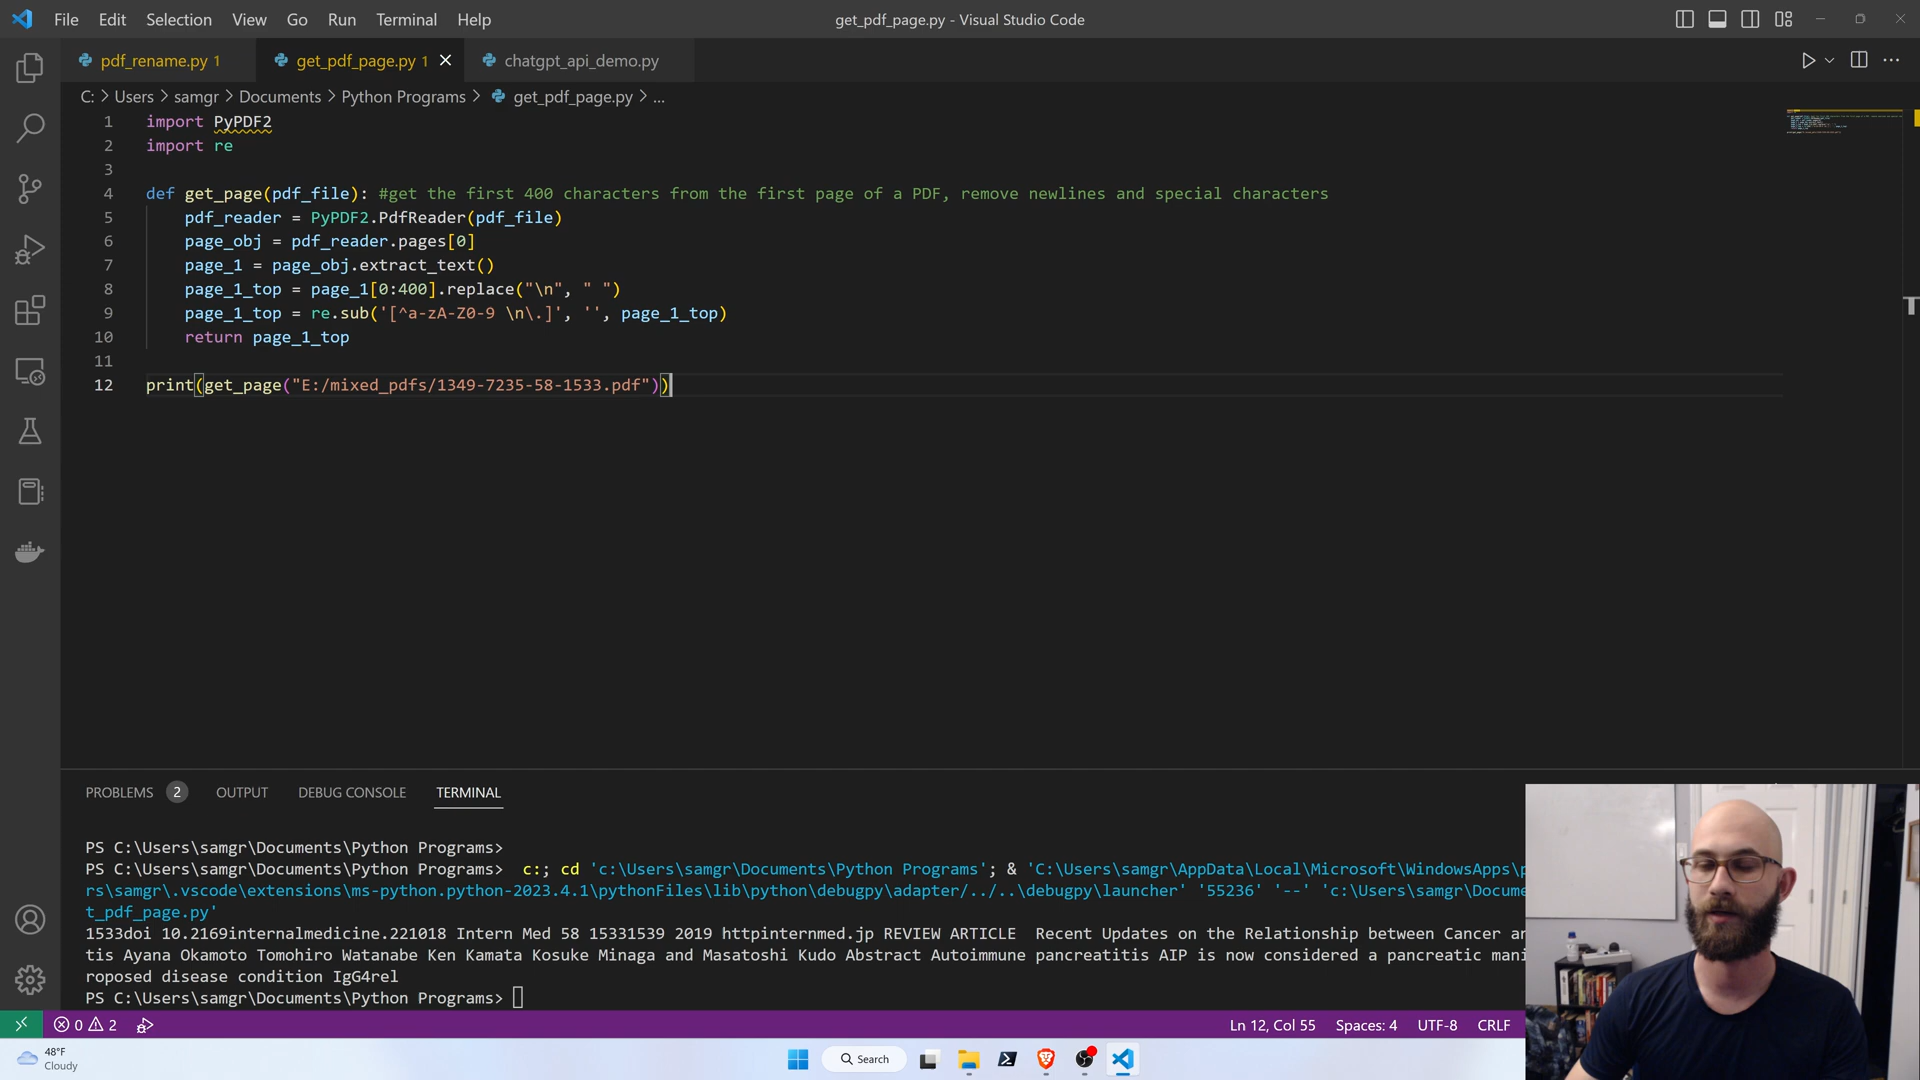 File Edit Selection View Go Run Terminal Help
get_pdf_page.py - Visual Studio Code
pdf_rename.py 1
get_pdf_page.py 1
chatgpt_api_demo.py
C: > Users > samgr > Documents > Python Programs > get_pdf_page.py > ...
1 import PyPDF2
2 import re
3
4 def get_page(pdf_file): #get the first 400 characters from the first page of a PDF, remove newlines and special characters
5 pdf_reader = PyPDF2.PdfReader(pdf_file)
6 page_obj = pdf_reader.pages[0]
7 page_1 = page_obj.extract_text()
8 page_1_top = page_1[0:400].replace("\n", " ")
9 page_1_top = re.sub('[^a-zA-Z0-9 \n\.]', '', page_1_top)
10 return page_1_top
11
12 print(get_page("E:/mixed_pdfs/1349-7235-58-1533.pdf"))
PROBLEMS 2 OUTPUT DEBUG CONSOLE TERMINAL
PS C:\Users\samgr\Documents\Python Programs>
PS C:\Users\samgr\Documents\Python Programs> c:; cd 'c:\Users\samgr\Documents\Python Programs'; & 'C:\Users\samgr\AppData\Local\Microsoft\WindowsApps\p
rs\samgr\.vscode\extensions\ms-python.python-2023.4.1\pythonFiles\lib\python\debugpy\adapter/../..\debugpy\launcher' '55236' '--' 'c:\Users\samgr\Docume
t_pdf_page.py'
1533doi 10.2169internalmedicine.221018 Intern Med 58 15331539 2019 httpinternmed.jp REVIEW ARTICLE Recent Updates on the Relationship between Cancer an
tis Ayana Okamoto Tomohiro Watanabe Ken Kamata Kosuke Minaga and Masatoshi Kudo Abstract Autoimmune pancreatitis AIP is now considered a pancreatic mani
roposed disease condition IgG4rel
PS C:\Users\samgr\Documents\Python Programs>
0 2
Ln 12, Col 55 Spaces: 4 UTF-8 CRLF
48°F
Cloudy
Search